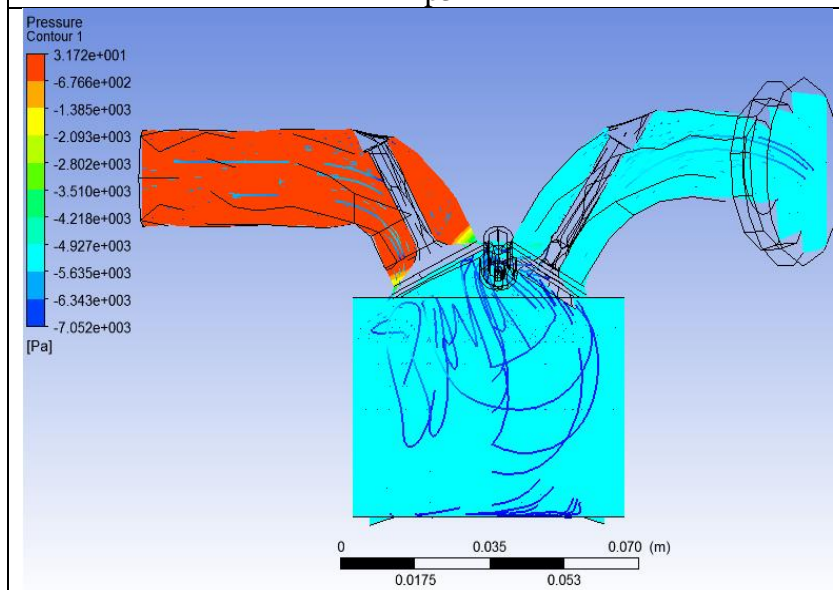 Pressure
Contour 1
3.172e+001
-6.766e+002
-1.385e+003
-2.093e+003
-2.802e+003
-3.510e+003
-4.218e+003
-4.927e+003
-5.635e+003
-6.343e+003
-7.052e+003
[Pa]
0 0.035 0.070 (m)
0.0175 0.053